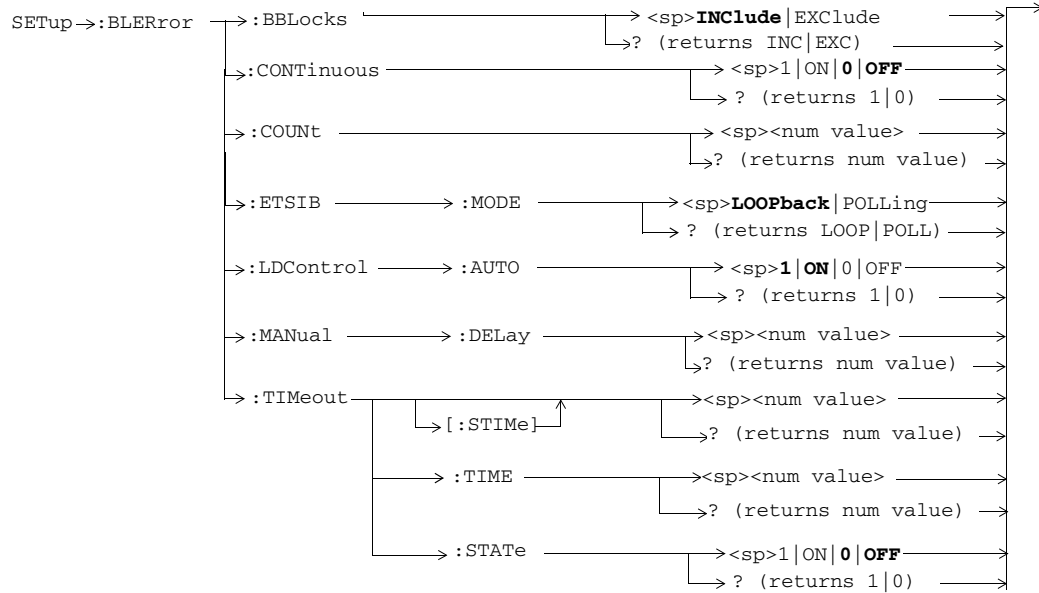 SETup :BLERror :BBLocks <sp>INClude|EXClude
? (returns INC|EXC)
:CONTinuous <sp>1|ON|0|OFF
? (returns 1|0)
:COUNt <sp><num value>
? (returns num value)
:ETSIB :MODE <sp>LOOPback|POLLing
? (returns LOOP|POLL)
:LDControl :AUTO <sp>1|ON|0|OFF
? (returns 1|0)
:MANual :DELay <sp><num value>
? (returns num value)
:TIMeout <sp><num value>
[:STIMe]
? (returns num value)
:TIME <sp><num value>
? (returns num value)
:STATe <sp>1|ON|0|OFF
? (returns 1|0)